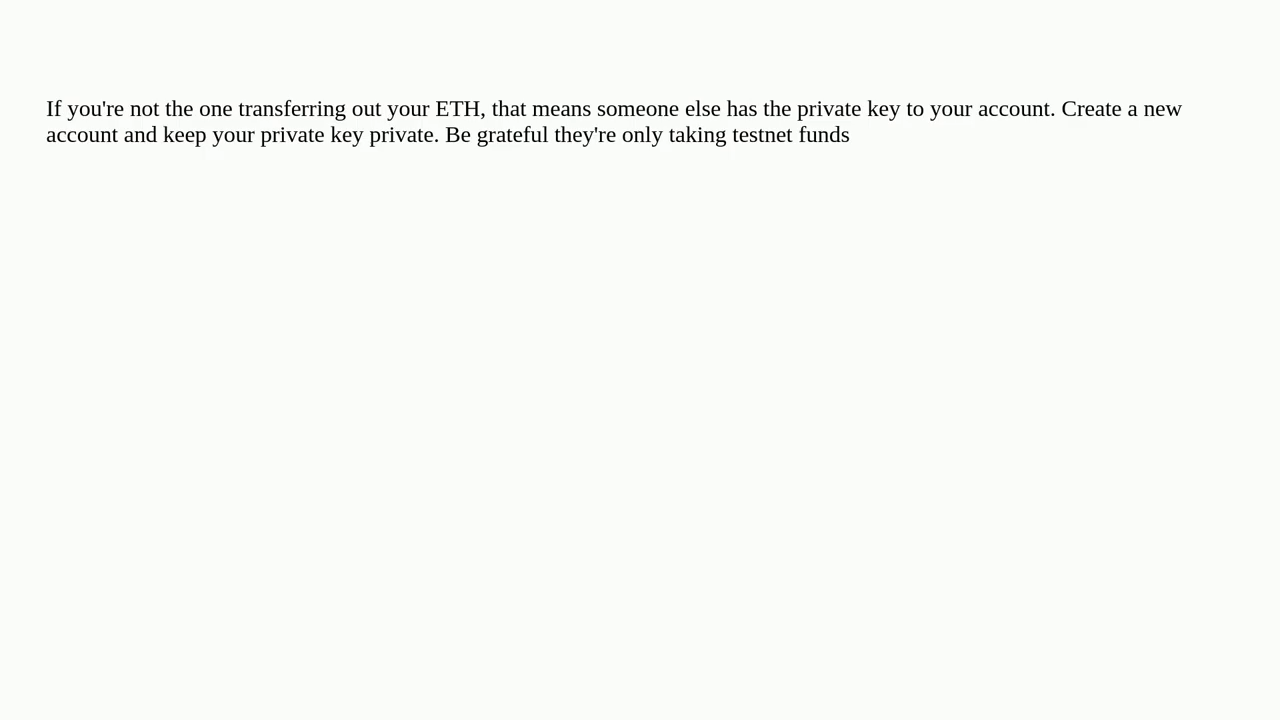 If you're not the one transferring out your ETH, that means someone else has the private key to your account. Create a new
account and keep your private key private. Be grateful they're only taking testnet funds